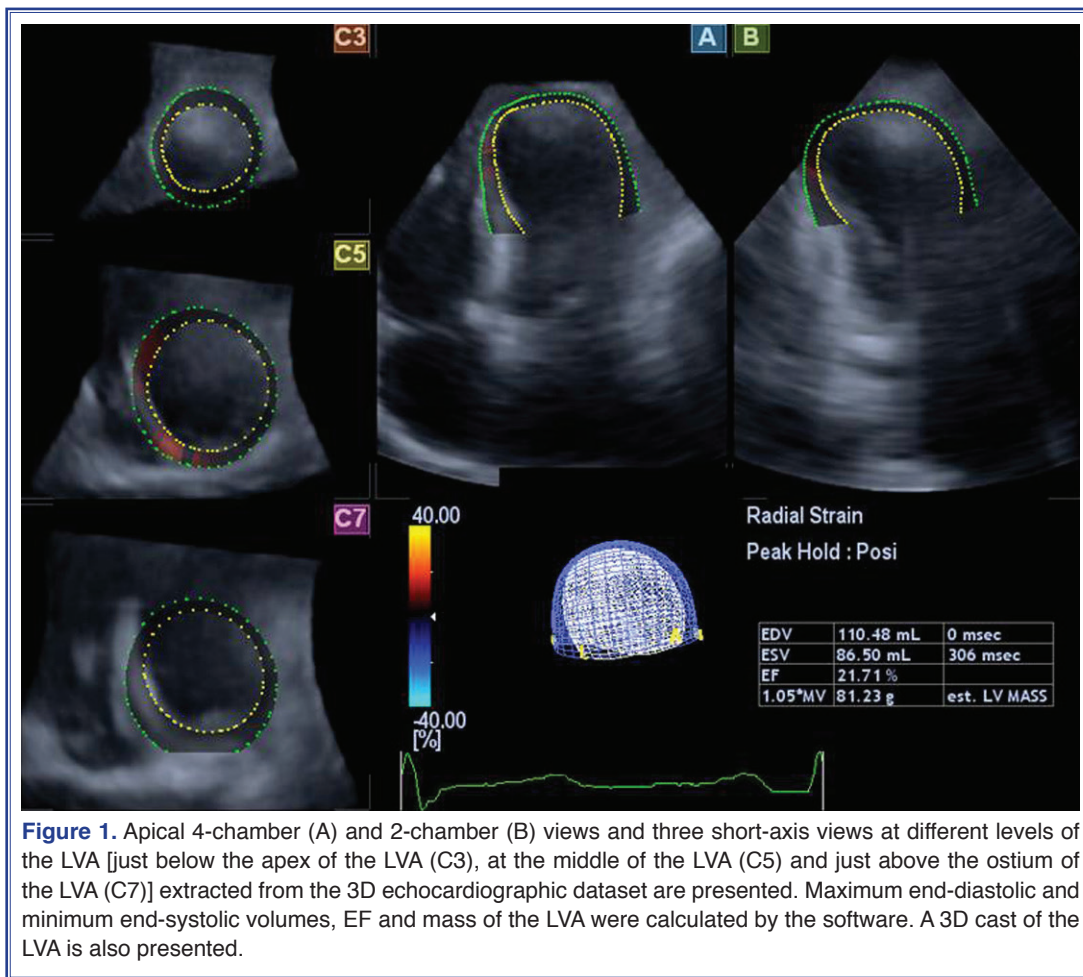 C3
A
B
C5
C7
40.00
-40.00
[%]
L
A
Radial Strain
Peak Hold : Posi
EDV 110.48 mL 0 msec
ESV 86.50 mL 306 msec
EF 21.71 %
1.05*MV 81.23 g est. LV MASS
Figure 1. Apical 4-chamber (A) and 2-chamber (B) views and three short-axis views at different levels of
the LVA [just below the apex of the LVA (C3), at the middle of the LVA (C5) and just above the ostium of
the LVA (C7)] extracted from the 3D echocardiographic dataset are presented. Maximum end-diastolic and
minimum end-systolic volumes, EF and mass of the LVA were calculated by the software. A 3D cast of the
LVA is also presented.